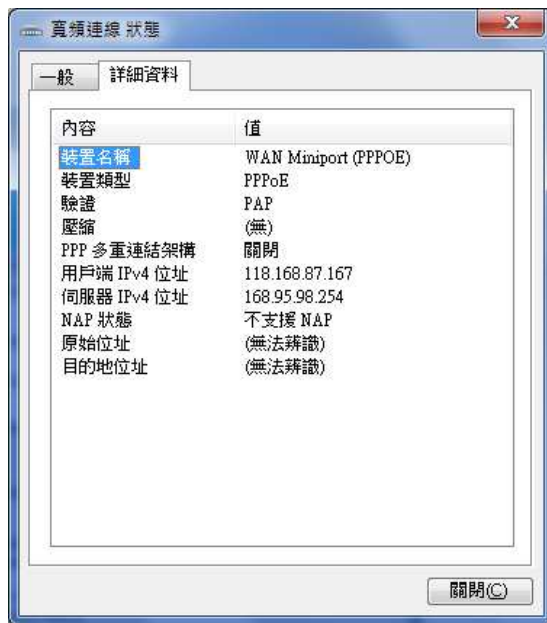 寬頻連線 狀態
一般 詳細資料
內容 值
裝置名稱 WAN Miniport (PPPOE)
裝置類型 PPPoE
驗證 PAP
壓縮 (無)
PPP 多重連結架構 關閉
用戶端 IPv4 位址 118.168.87.167
伺服器 IPv4 位址 168.95.98.254
NAP 狀態 不支援 NAP
原始位址 (無法辨識)
目的地位址 (無法辨識)
關閉(C)